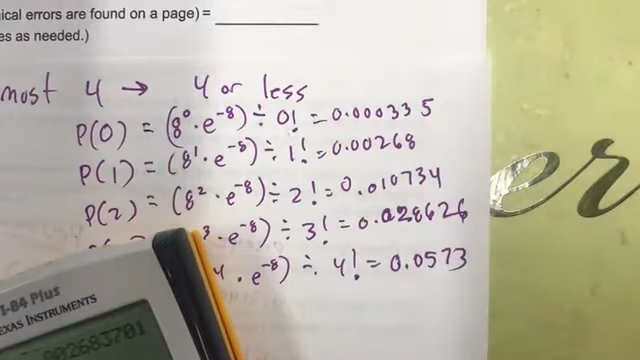 ical errors are found on a page) =
es as needed.)
most 4 → 4 or less
P(0) = (8⁰ · e⁻⁸) ÷ 0! = 0.000335
P(1) = (8¹ · e⁻⁸) ÷ 1! = 0.00268
P(2) = (8² · e⁻⁸) ÷ 2! = 0.010734
³ · e⁻⁸) ÷ 3! = 0.028626
⁴ · e⁻⁸) ÷ 4! = 0.0573
I-84 Plus
EXAS INSTRUMENTS
002683701
er